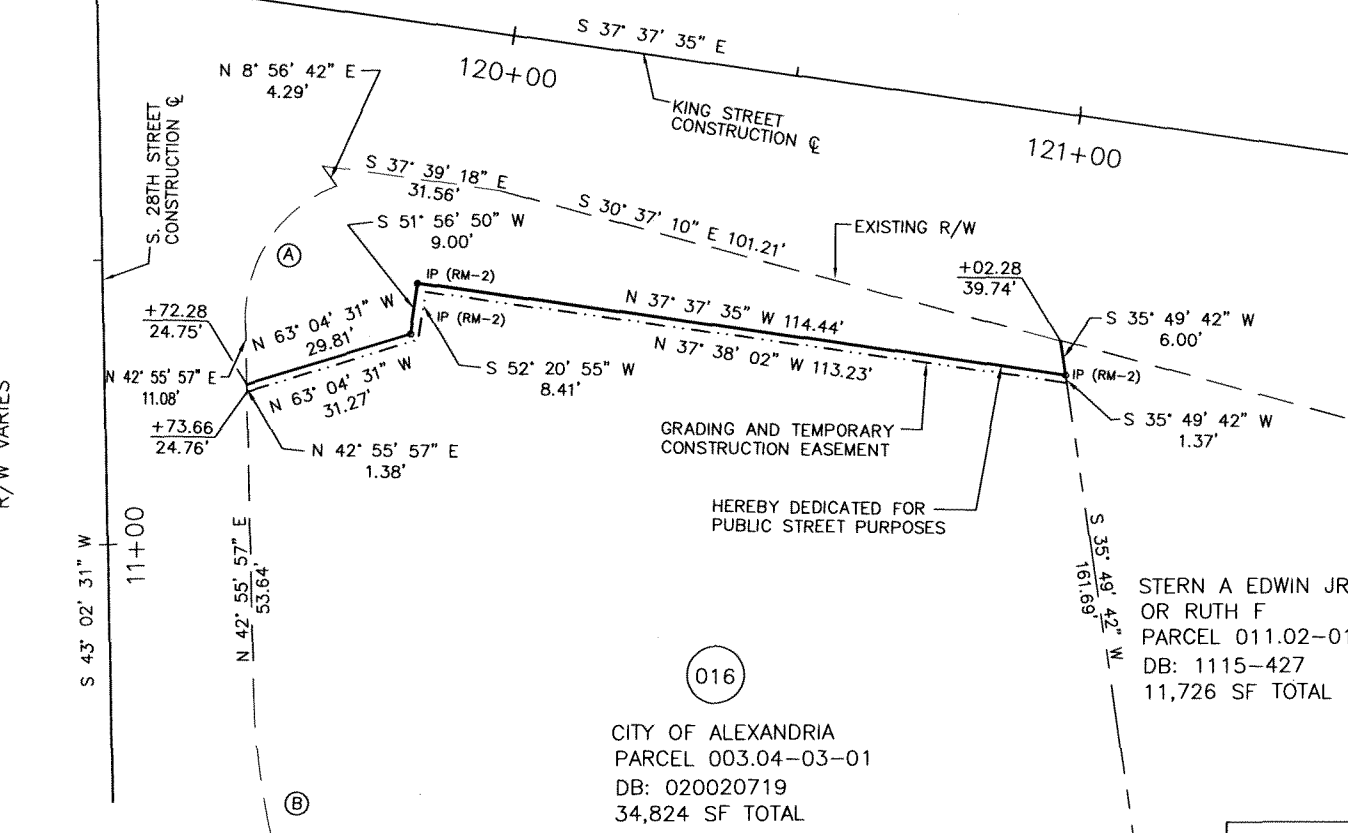 S 37° 37' 35" E
120+00
N 8° 56' 42" E
4.29'
KING STREET
CONSTRUCTION ℄
121+00
S. 28TH STREET
CONSTRUCTION ℄
S 37° 39' 18" E
31.56'
S 30° 37' 10" E 101.21'
EXISTING R/W
S 51° 56' 50" W
9.00'
A
+02.28
39.74'
IP (RM-2)
N 37° 37' 35" W 114.44'
+72.28
24.75'
N 63° 04' 31" W
29.81'
IP (RM-2)
S 35° 49' 42" W
6.00'
N 37° 38' 02" W 113.23'
S 52° 20' 55" W
8.41'
IP (RM-2)
N 42° 55' 57" E
11.08'
N 63° 04' 31" W
31.27'
+73.66
24.76'
N 42° 55' 57" E
1.38'
GRADING AND TEMPORARY
CONSTRUCTION EASEMENT
S 35° 49' 42" W
1.37'
R/W VARIES
HEREBY DEDICATED FOR
PUBLIC STREET PURPOSES
11+00
S 43° 02' 31" W
N 42° 55' 57" E
53.64'
S 35° 49' 42" W
161.69'
STERN A EDWIN JR
OR RUTH F
PARCEL 011.02-01
DB: 1115-427
11,726 SF TOTAL
016
CITY OF ALEXANDRIA
PARCEL 003.04-03-01
DB: 020020719
34,824 SF TOTAL
B